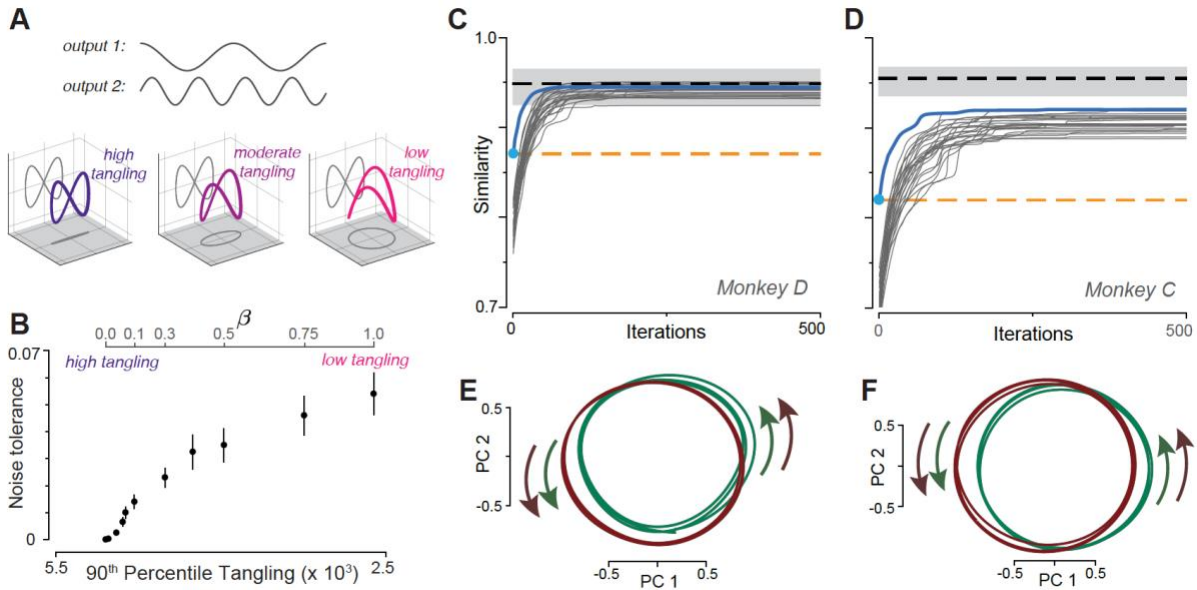 A
output 1:
output 2:
high
tangling
moderate
tangling
low
tangling
B
β
0.0 0.1 0.3 0.5 0.75 1.0
high tangling
low tangling
0.07
Noise tolerance
0
5.5
2.5
90th Percentile Tangling (x 10³)
C
1.0
Similarity
0.7
Monkey D
0
Iterations
500
D
Monkey C
0
Iterations
500
E
0.5
PC 2
-0.5
-0.5
0.5
PC 1
F
0.5
PC 2
-0.5
-0.5
0.5
PC 1